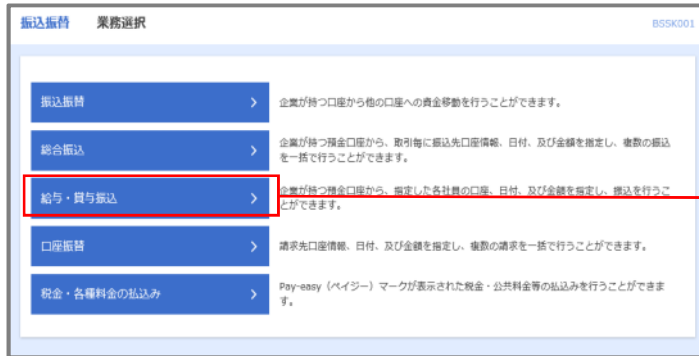 振込振替　業務選択
BSSK001
振込振替
企業が持つ口座から他の口座への資金移動を行うことができます。
総合振込
企業が持つ預金口座から、取引毎に振込先口座情報、日付、及び金額を指定し、複数の振込
を一括で行うことができます。
給与・賞与振込
企業が持つ預金口座から、指定した各社員の口座、日付、及び金額を指定し、振込を行うこ
とができます。
口座振替
請求先口座情報、日付、及び金額を指定し、複数の請求を一括で行うことができます。
税金・各種料金の払込み
Pay-easy（ペイジー）マークが表示された税金・公共料金等の払込みを行うことができま
す。